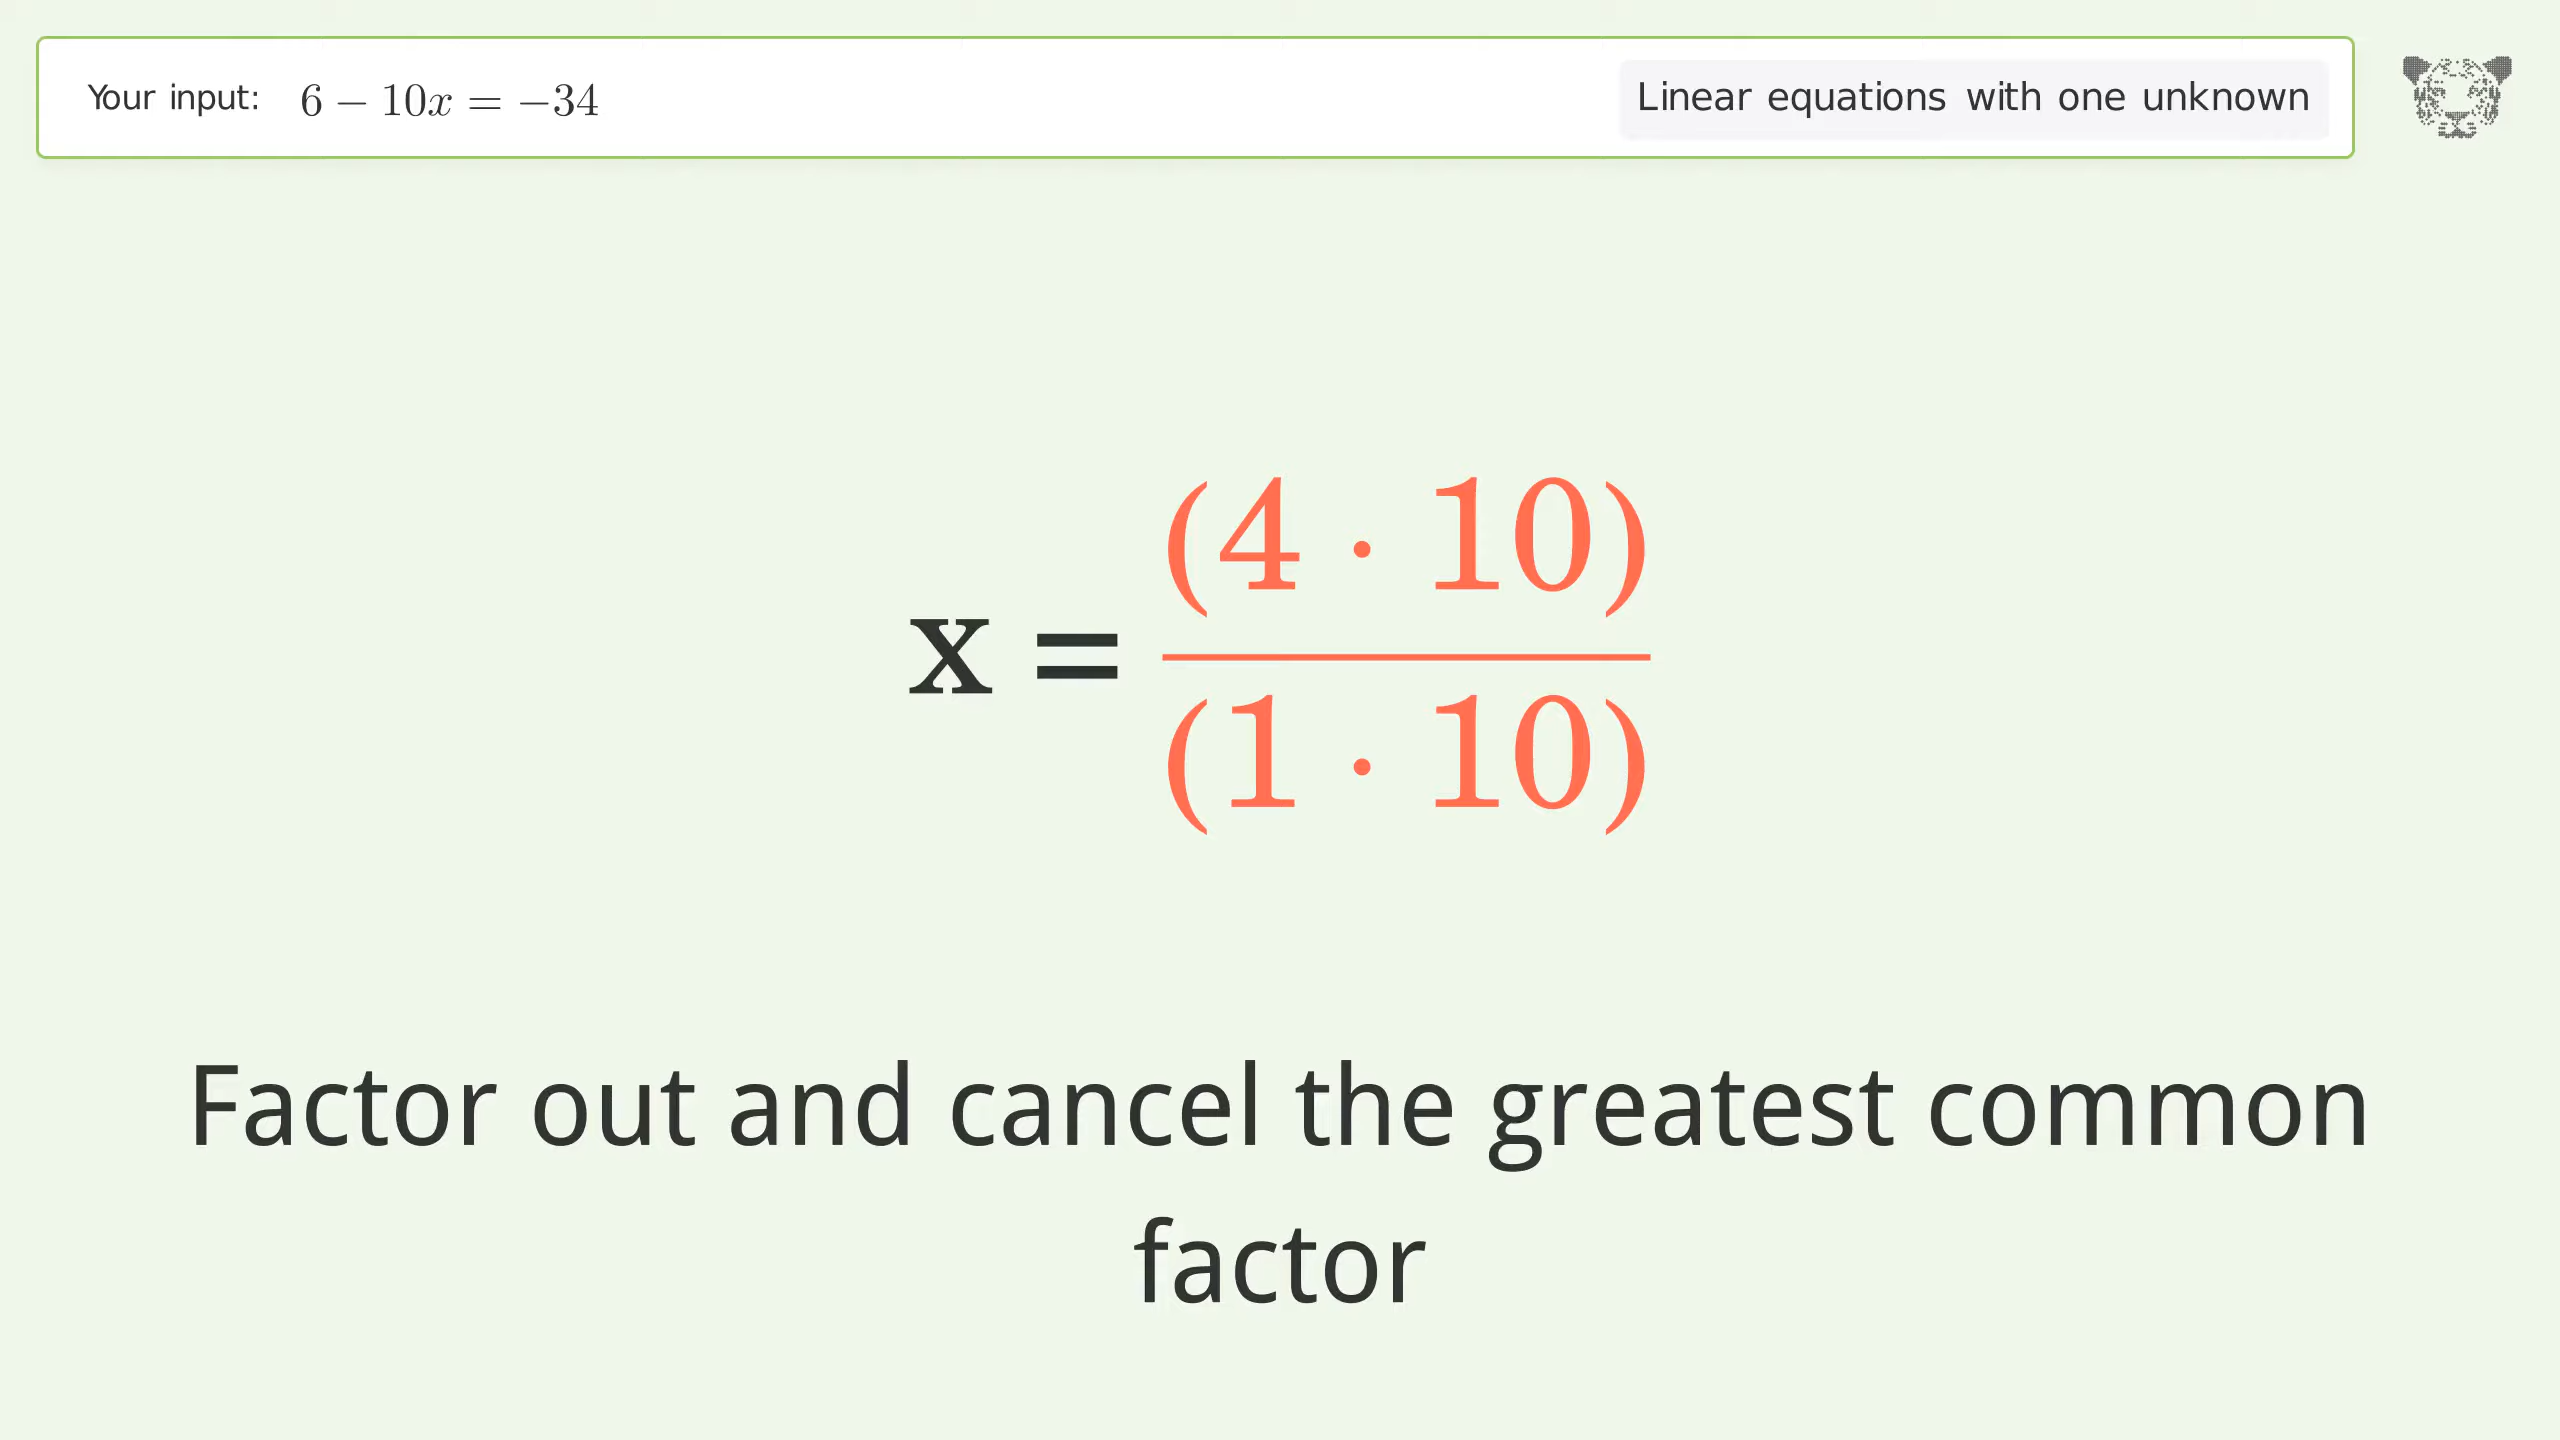 Your input: 6 − 10x = −34
Linear equations with one unknown
x = (4 · 10) / (1 · 10)
Factor out and cancel the greatest common
factor